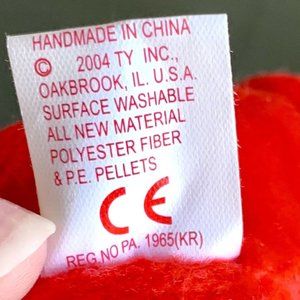 HANDMADE IN CHINA
© 2004 TY INC.,
OAKBROOK, IL. U.S.A.
SURFACE WASHABLE
ALL NEW MATERIAL
POLYESTER FIBER
& P.E. PELLETS
CE
REG.NO PA. 1965(KR)